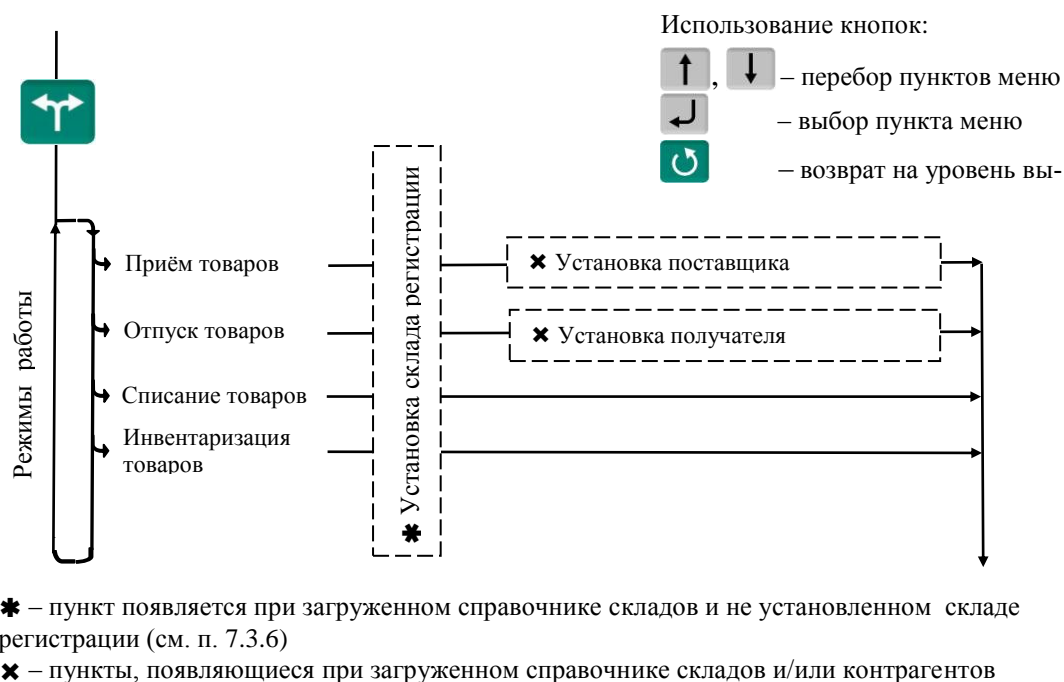 Использование кнопок:
, – перебор пунктов меню
– выбор пункта меню
– возврат на уровень вы-
Режимы работы
Приём товаров
Отпуск товаров
Списание товаров
Инвентаризация
товаров
✱ Установка склада регистрации
✖ Установка поставщика
✖ Установка получателя
✱ – пункт появляется при загруженном справочнике складов и не установленном складе
регистрации (см. п. 7.3.6)
✖ – пункты, появляющиеся при загруженном справочнике складов и/или контрагентов